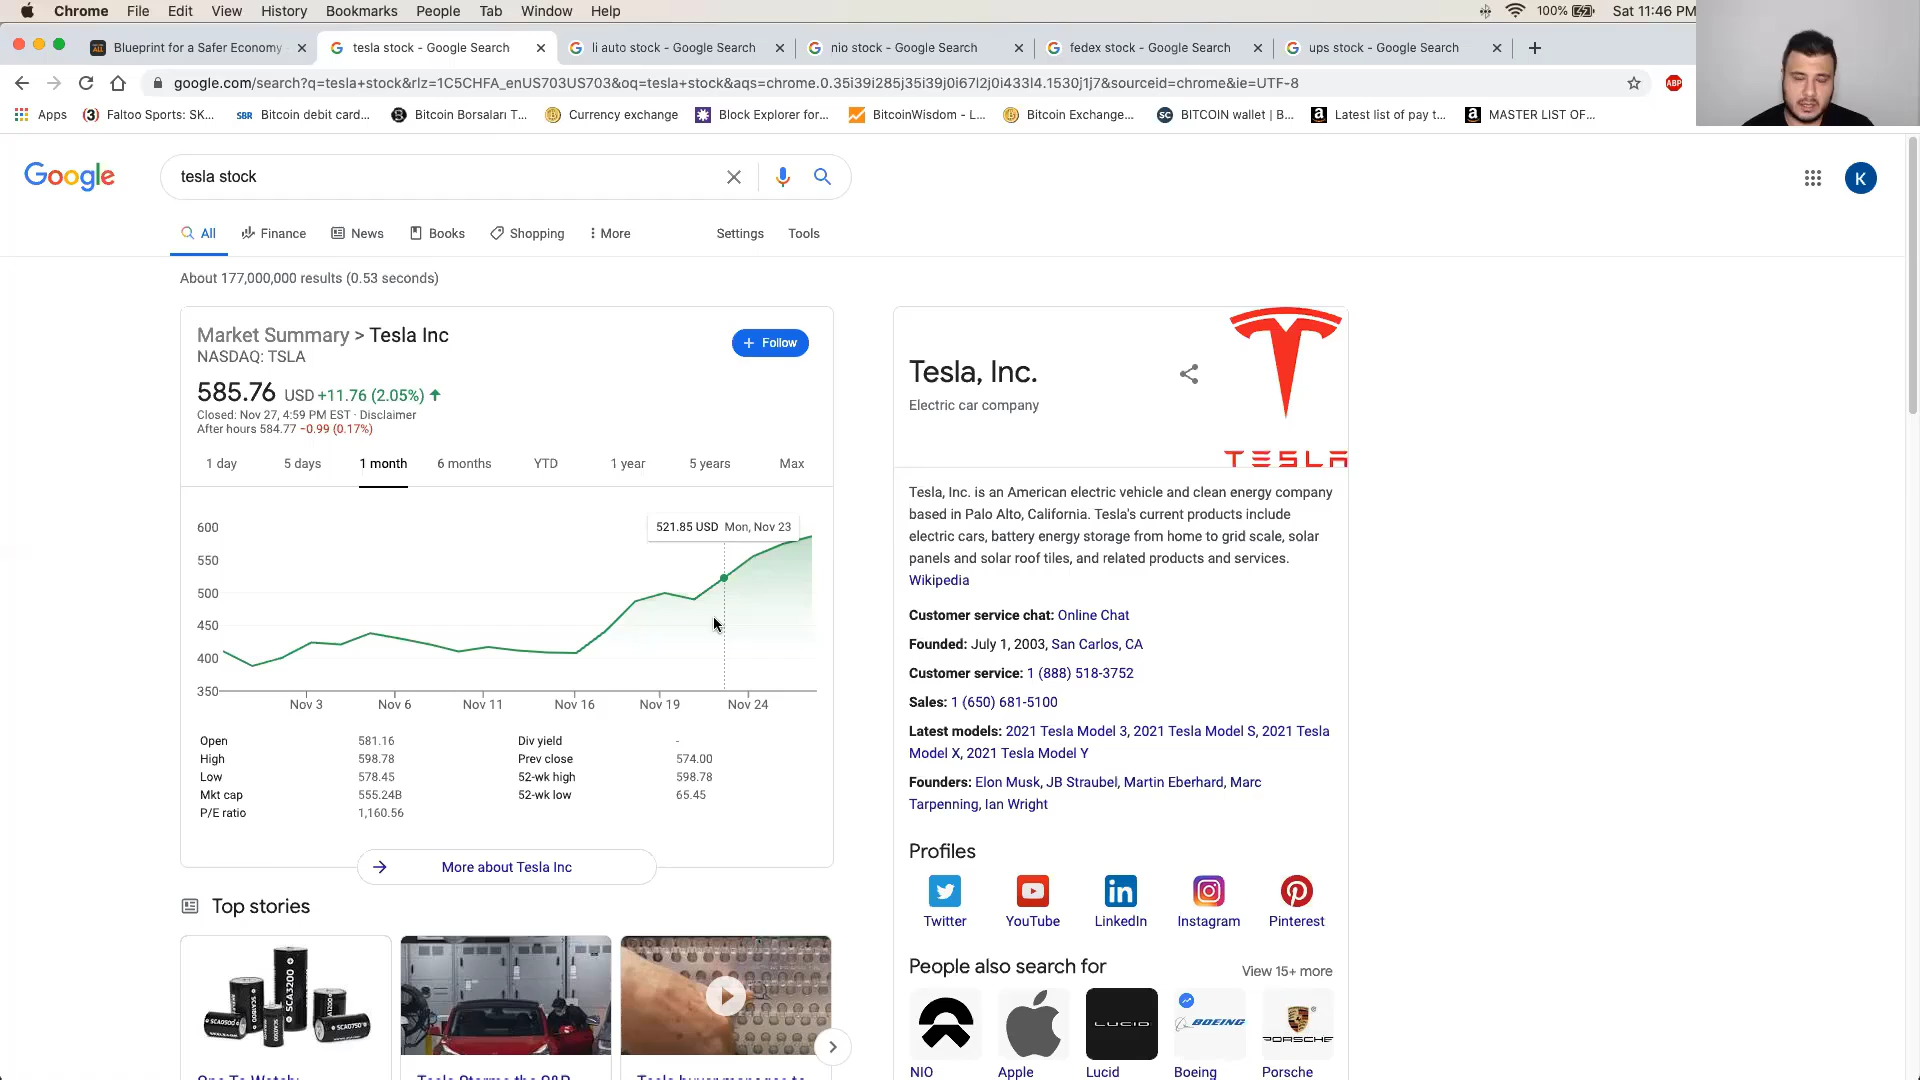 Chrome File Edit View History Bookmarks People Tab Window Help
100% Sat 11:46 PM
Blueprint for a Safer Economy
tesla stock - Google Search
li auto stock - Google Search
nio stock - Google Search
fedex stock - Google Search
ups stock - Google Search
google.com/search?q=tesla+stock&rlz=1C5CHFA_enUS703US703&oq=tesla+stock&aqs=chrome.0.35i39i285j35i39j0i67l2j0i433l4.1530j1j7&sourceid=chrome&ie=UTF-8
ABP
Apps
Faltoo Sports: SK...
SBR Bitcoin debit card...
Bitcoin Borsaları T...
Currency exchange
Block Explorer for...
BitcoinWisdom - L...
Bitcoin Exchange...
SC BITCOIN wallet | B...
Latest list of pay t...
MASTER LIST OF...
Google
tesla stock
K
All Finance News Books Shopping More Settings Tools
About 177,000,000 results (0.53 seconds)
Market Summary > Tesla Inc
NASDAQ: TSLA
Follow
585.76 USD +11.76 (2.05%)
Closed: Nov 27, 4:59 PM EST · Disclaimer
After hours 584.77 −0.99 (0.17%)
1 day 5 days 1 month 6 months YTD 1 year 5 years Max
521.85 USD Mon, Nov 23
600
550
500
450
400
350
Nov 3 Nov 6 Nov 11 Nov 16 Nov 19 Nov 24
Open 581.16 Div yield -
High 598.78 Prev close 574.00
Low 578.45 52-wk high 598.78
Mkt cap 555.24B 52-wk low 65.45
P/E ratio 1,160.56
More about Tesla Inc
Top stories
SCA3200
Tesla, Inc.
Electric car company
TESLA
Tesla, Inc. is an American electric vehicle and clean energy company
based in Palo Alto, California. Tesla's current products include
electric cars, battery energy storage from home to grid scale, solar
panels and solar roof tiles, and related products and services.
Wikipedia
Customer service chat: Online Chat
Founded: July 1, 2003, San Carlos, CA
Customer service: 1 (888) 518-3752
Sales: 1 (650) 681-5100
Latest models: 2021 Tesla Model 3, 2021 Tesla Model S, 2021 Tesla
Model X, 2021 Tesla Model Y
Founders: Elon Musk, JB Straubel, Martin Eberhard, Marc
Tarpenning, Ian Wright
Profiles
Twitter YouTube LinkedIn Instagram Pinterest
People also search for
View 15+ more
LUCID
BOEING
PORSCHE
NIO Apple Lucid Boeing Porsche